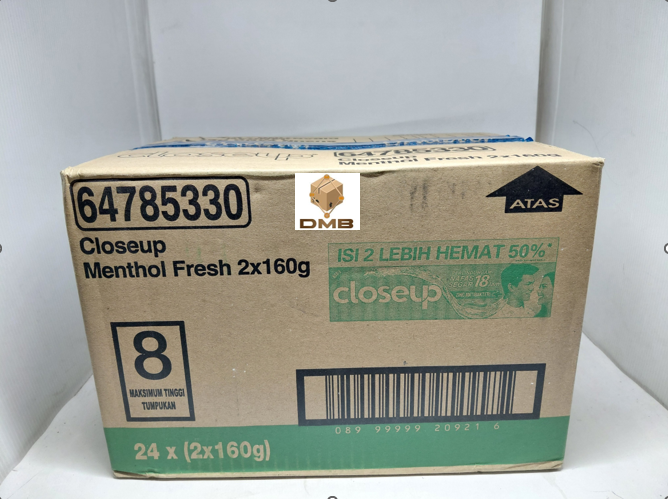 64785330
Closeup
Menthol Fresh 2x160g
64785330
Closeup
Menthol Fresh 2x160g
DMB
ATAS
ISI 2 LEBIH HEMAT 50%*
closeup
18
8
MAKSIMUM TINGGI
TUMPUKAN
089 99999 20921 6
24 x (2x160g)